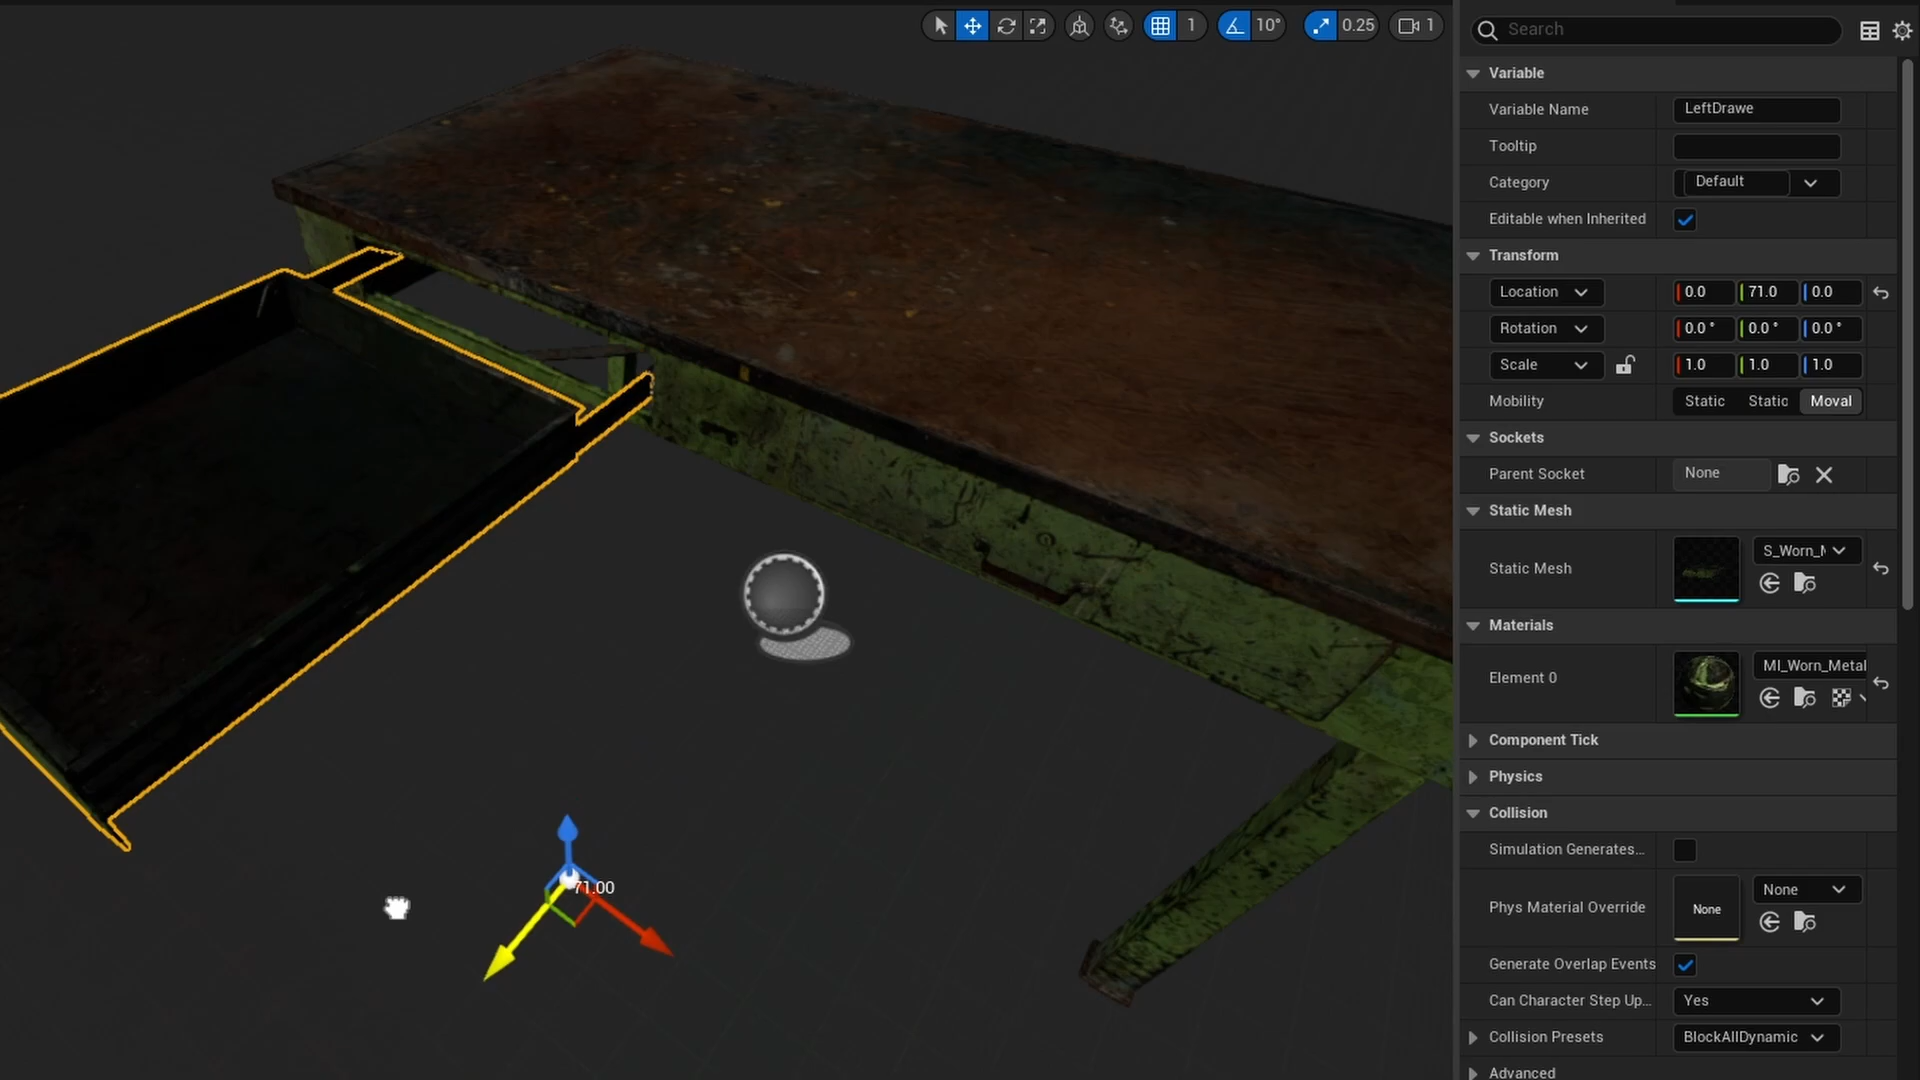 1
10°
0.25
1
Search
Variable
Variable Name
LeftDrawe
Tooltip
Category
Default
Editable when Inherited
Transform
Location
0.0
71.0
0.0
Rotation
0.0 °
0.0 °
0.0 °
Scale
1.0
1.0
1.0
Mobility
Static
Static
Moval
Sockets
Parent Socket
None
Static Mesh
Static Mesh
S_Worn_
Materials
Element 0
MI_Worn_Metal
Component Tick
Physics
Collision
Simulation Generates...
Phys Material Override
None
None
Generate Overlap Events
Can Character Step Up...
Yes
Collision Presets
BlockAllDynamic
Advanced
71.00